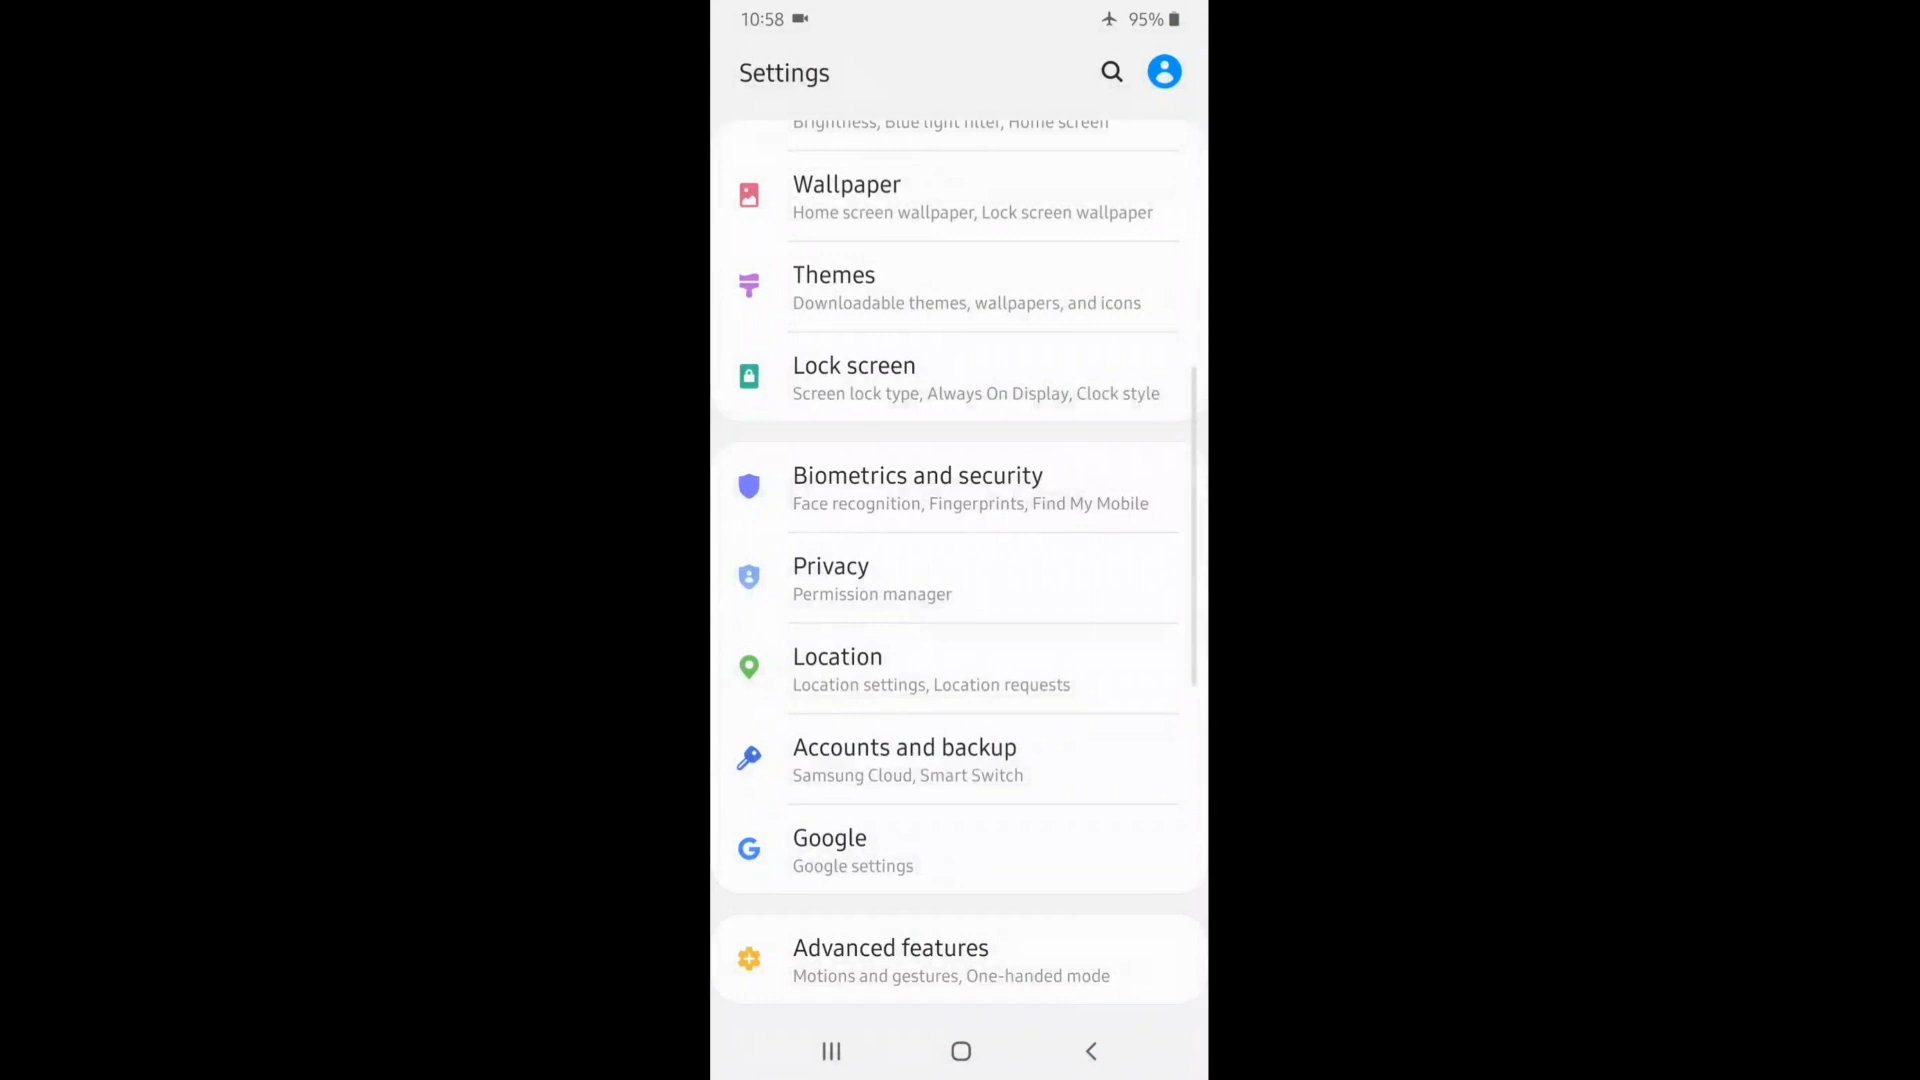 10:58
95%
Settings
Brightness, Blue light filter, Home screen
Wallpaper
Home screen wallpaper, Lock screen wallpaper
Themes
Downloadable themes, wallpapers, and icons
Lock screen
Screen lock type, Always On Display, Clock style
Biometrics and security
Face recognition, Fingerprints, Find My Mobile
Privacy
Permission manager
Location
Location settings, Location requests
Accounts and backup
Samsung Cloud, Smart Switch
Google
Google settings
Advanced features
Motions and gestures, One-handed mode